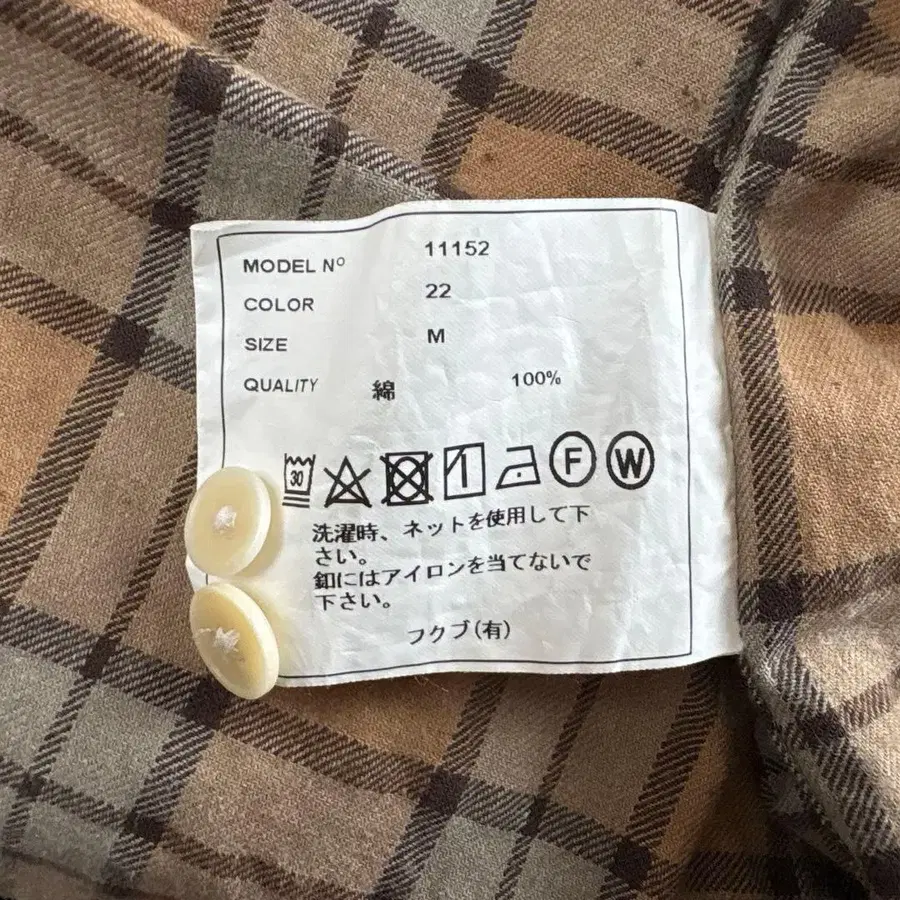 MODEL Nº 11152
COLOR 22
SIZE M
QUALITY 綿 100%
30 F W
洗濯時、ネットを使用して下
さい。
釦にはアイロンを当てないで
下さい。
フクブ(有)